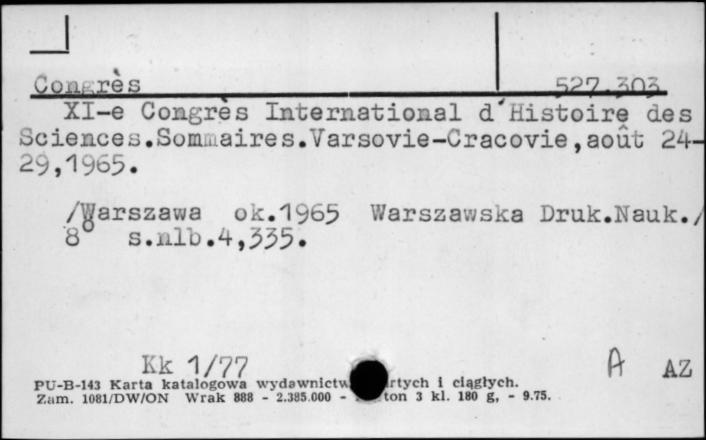 Congrès 527.303
XI-e Congrès International d'Histoire des
Sciences.Sommaires.Varsovie-Cracovie,août 24-
29,1965.
/Warszawa ok.1965 Warszawska Druk.Nauk./
8° s.nlb.4,335.
Kk 1/77 A AZ
PU-B-143 Karta katalogowa wydawnictw i ciągłych.
Zam. 1081/DW/ON Wrak 888 - 2.385.000 - 3 kl. 180 g, - 9.75.